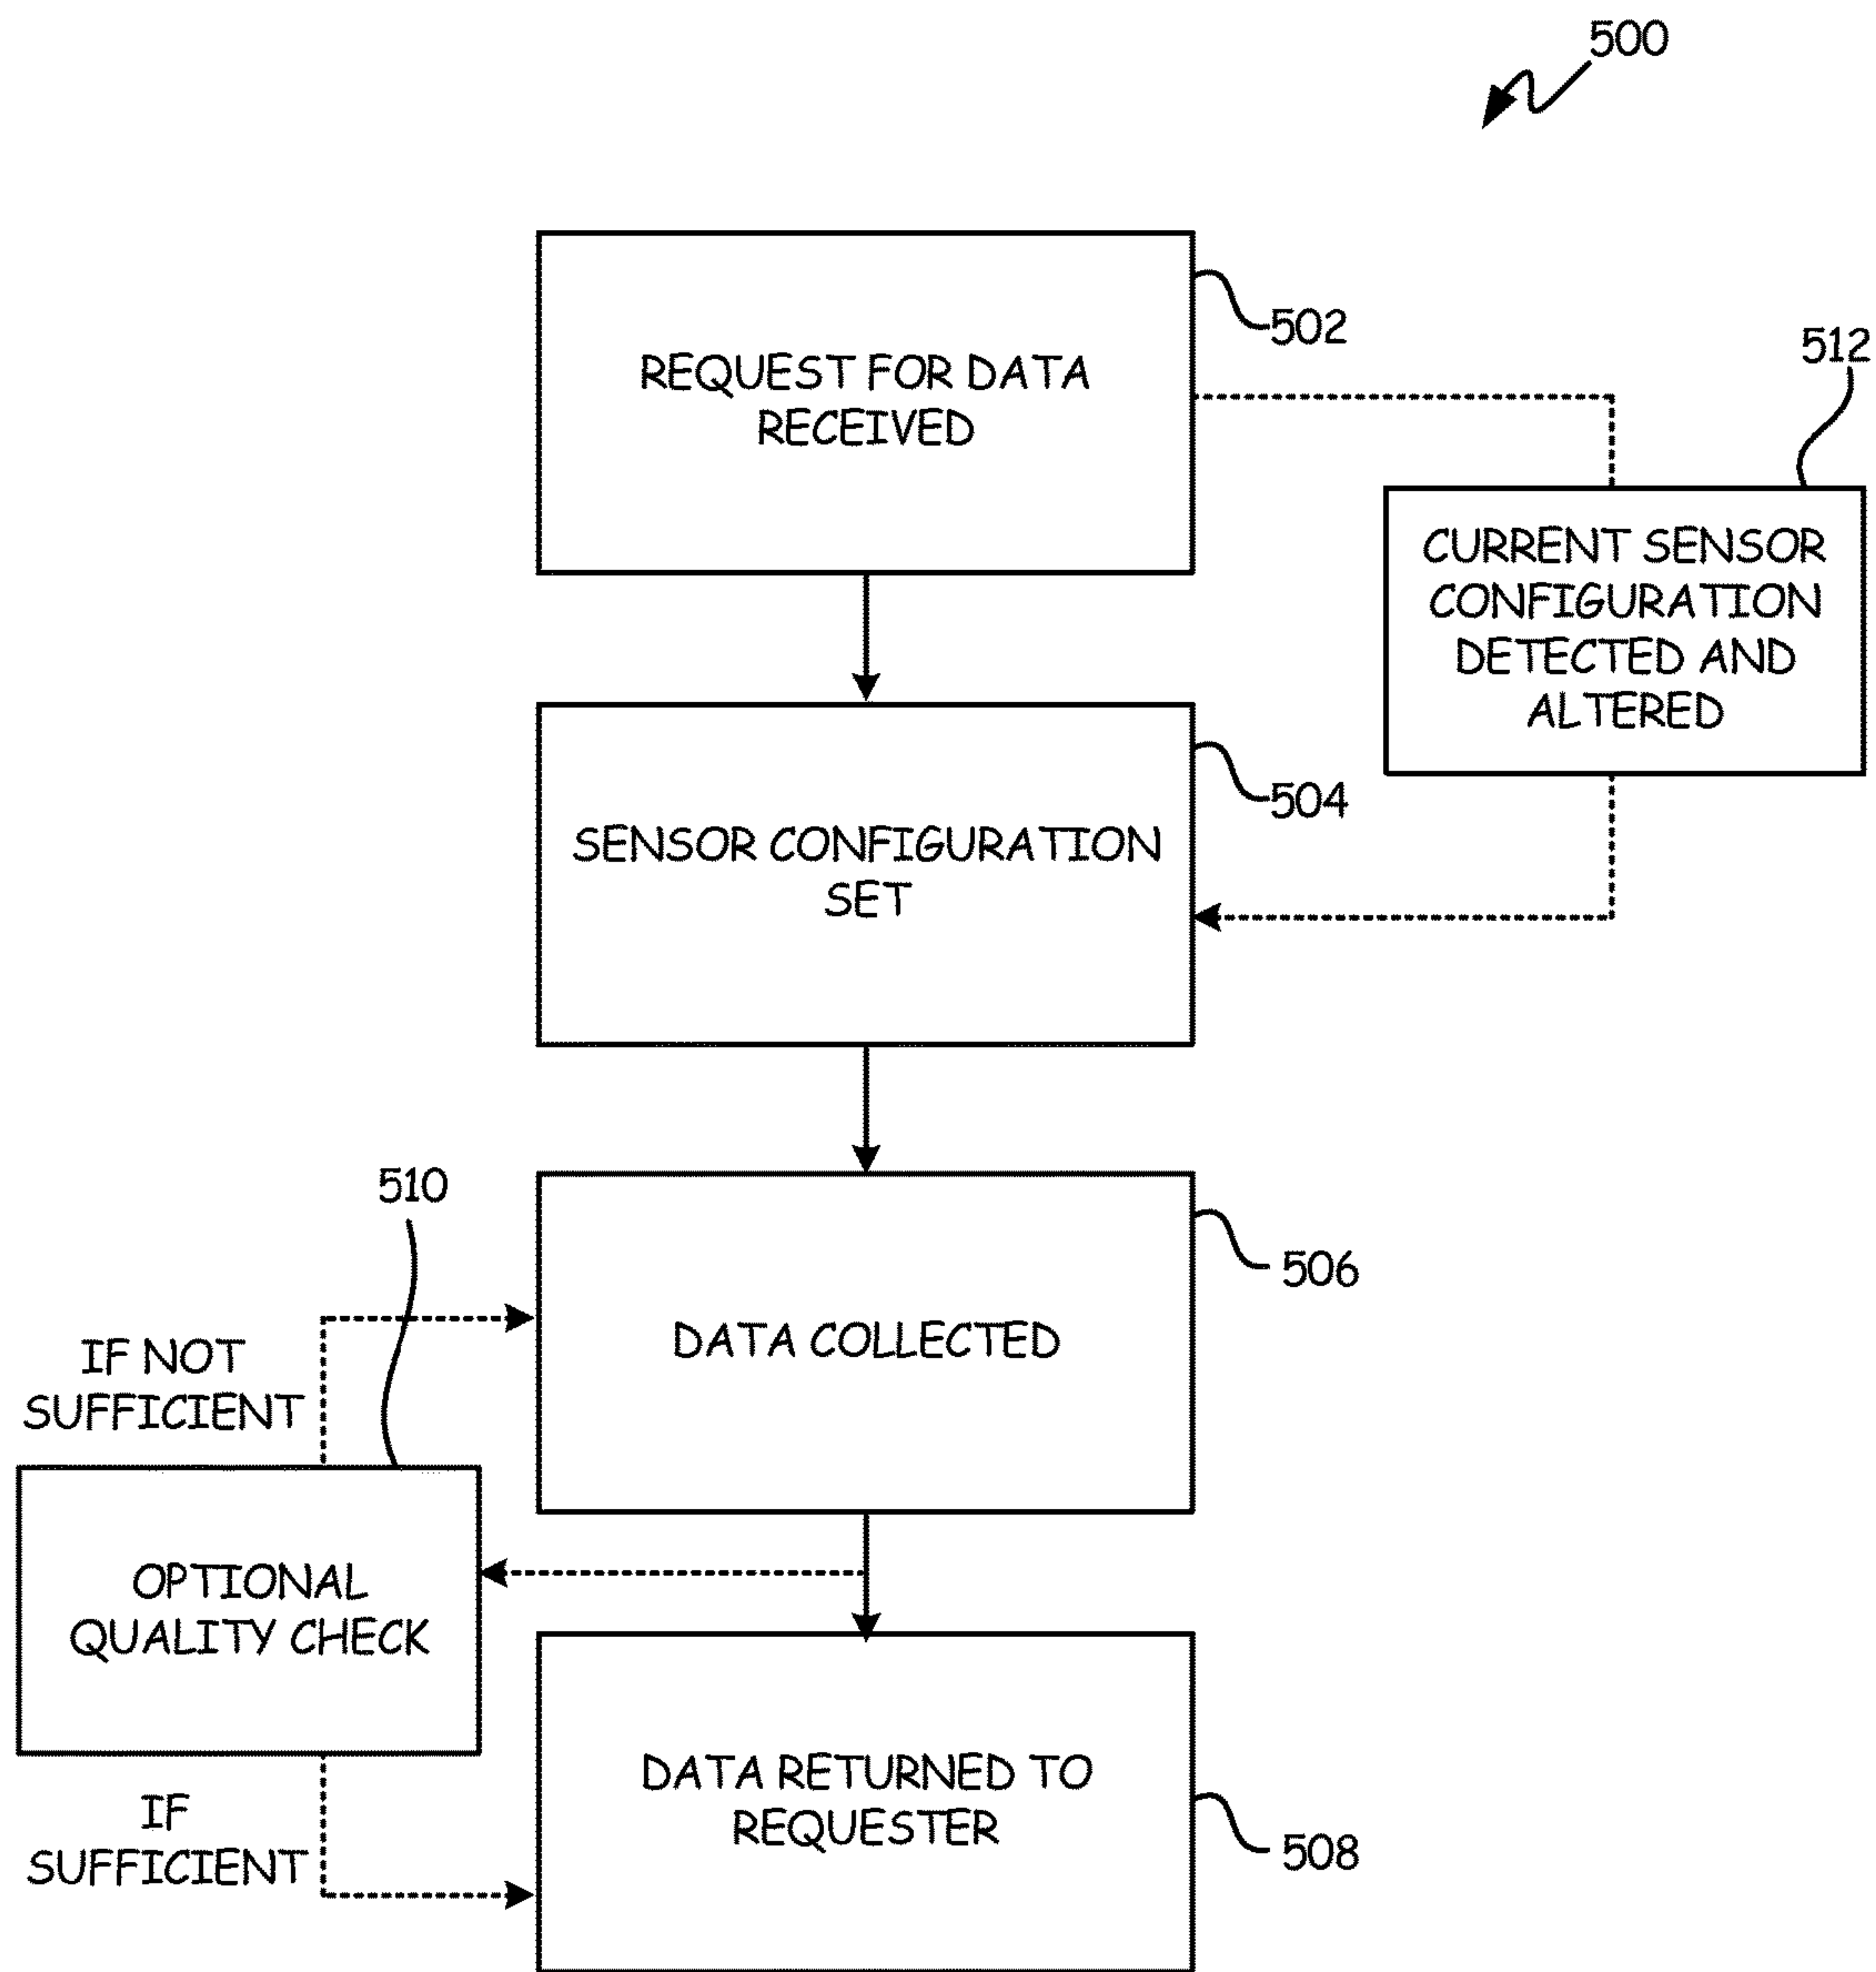 500
REQUEST FOR DATA
RECEIVED
502
512
CURRENT SENSOR
CONFIGURATION
DETECTED AND
ALTERED
SENSOR CONFIGURATION
SET
504
510
DATA COLLECTED
506
IF NOT
SUFFICIENT
OPTIONAL
QUALITY CHECK
IF
SUFFICIENT
DATA RETURNED TO
REQUESTER
508